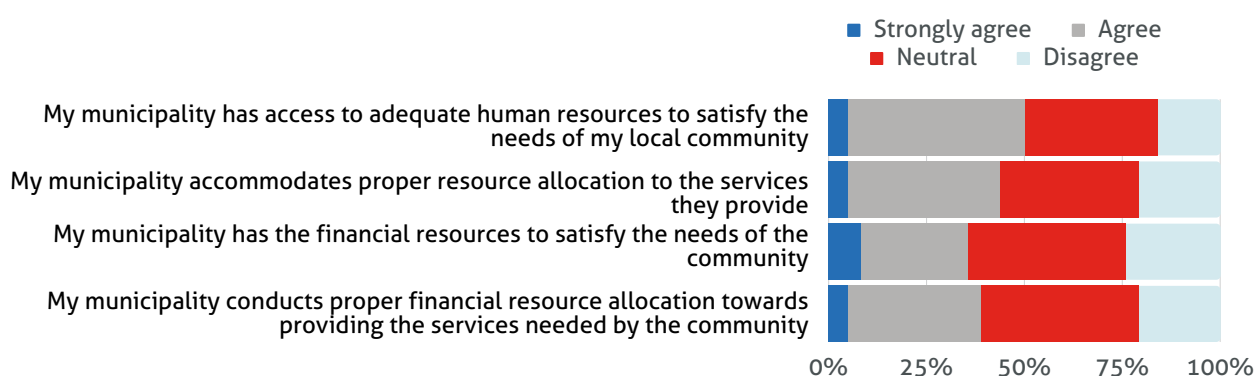 Strongly agree Agree
Neutral Disagree
My municipality has access to adequate human resources to satisfy the
needs of my local community
My municipality accommodates proper resource allocation to the services
they provide
My municipality has the financial resources to satisfy the needs of the
community
My municipality conducts proper financial resource allocation towards
providing the services needed by the community
0% 25% 50% 75% 100%